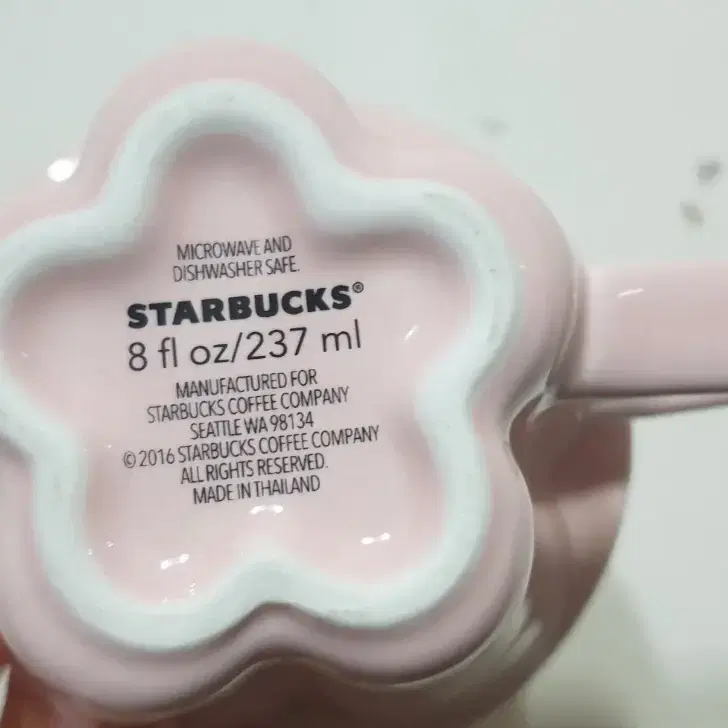 MICROWAVE AND
DISHWASHER SAFE.
STARBUCKS®
8 fl oz/237 ml
MANUFACTURED FOR
STARBUCKS COFFEE COMPANY
SEATTLE WA 98134
© 2016 STARBUCKS COFFEE COMPANY
ALL RIGHTS RESERVED.
MADE IN THAILAND